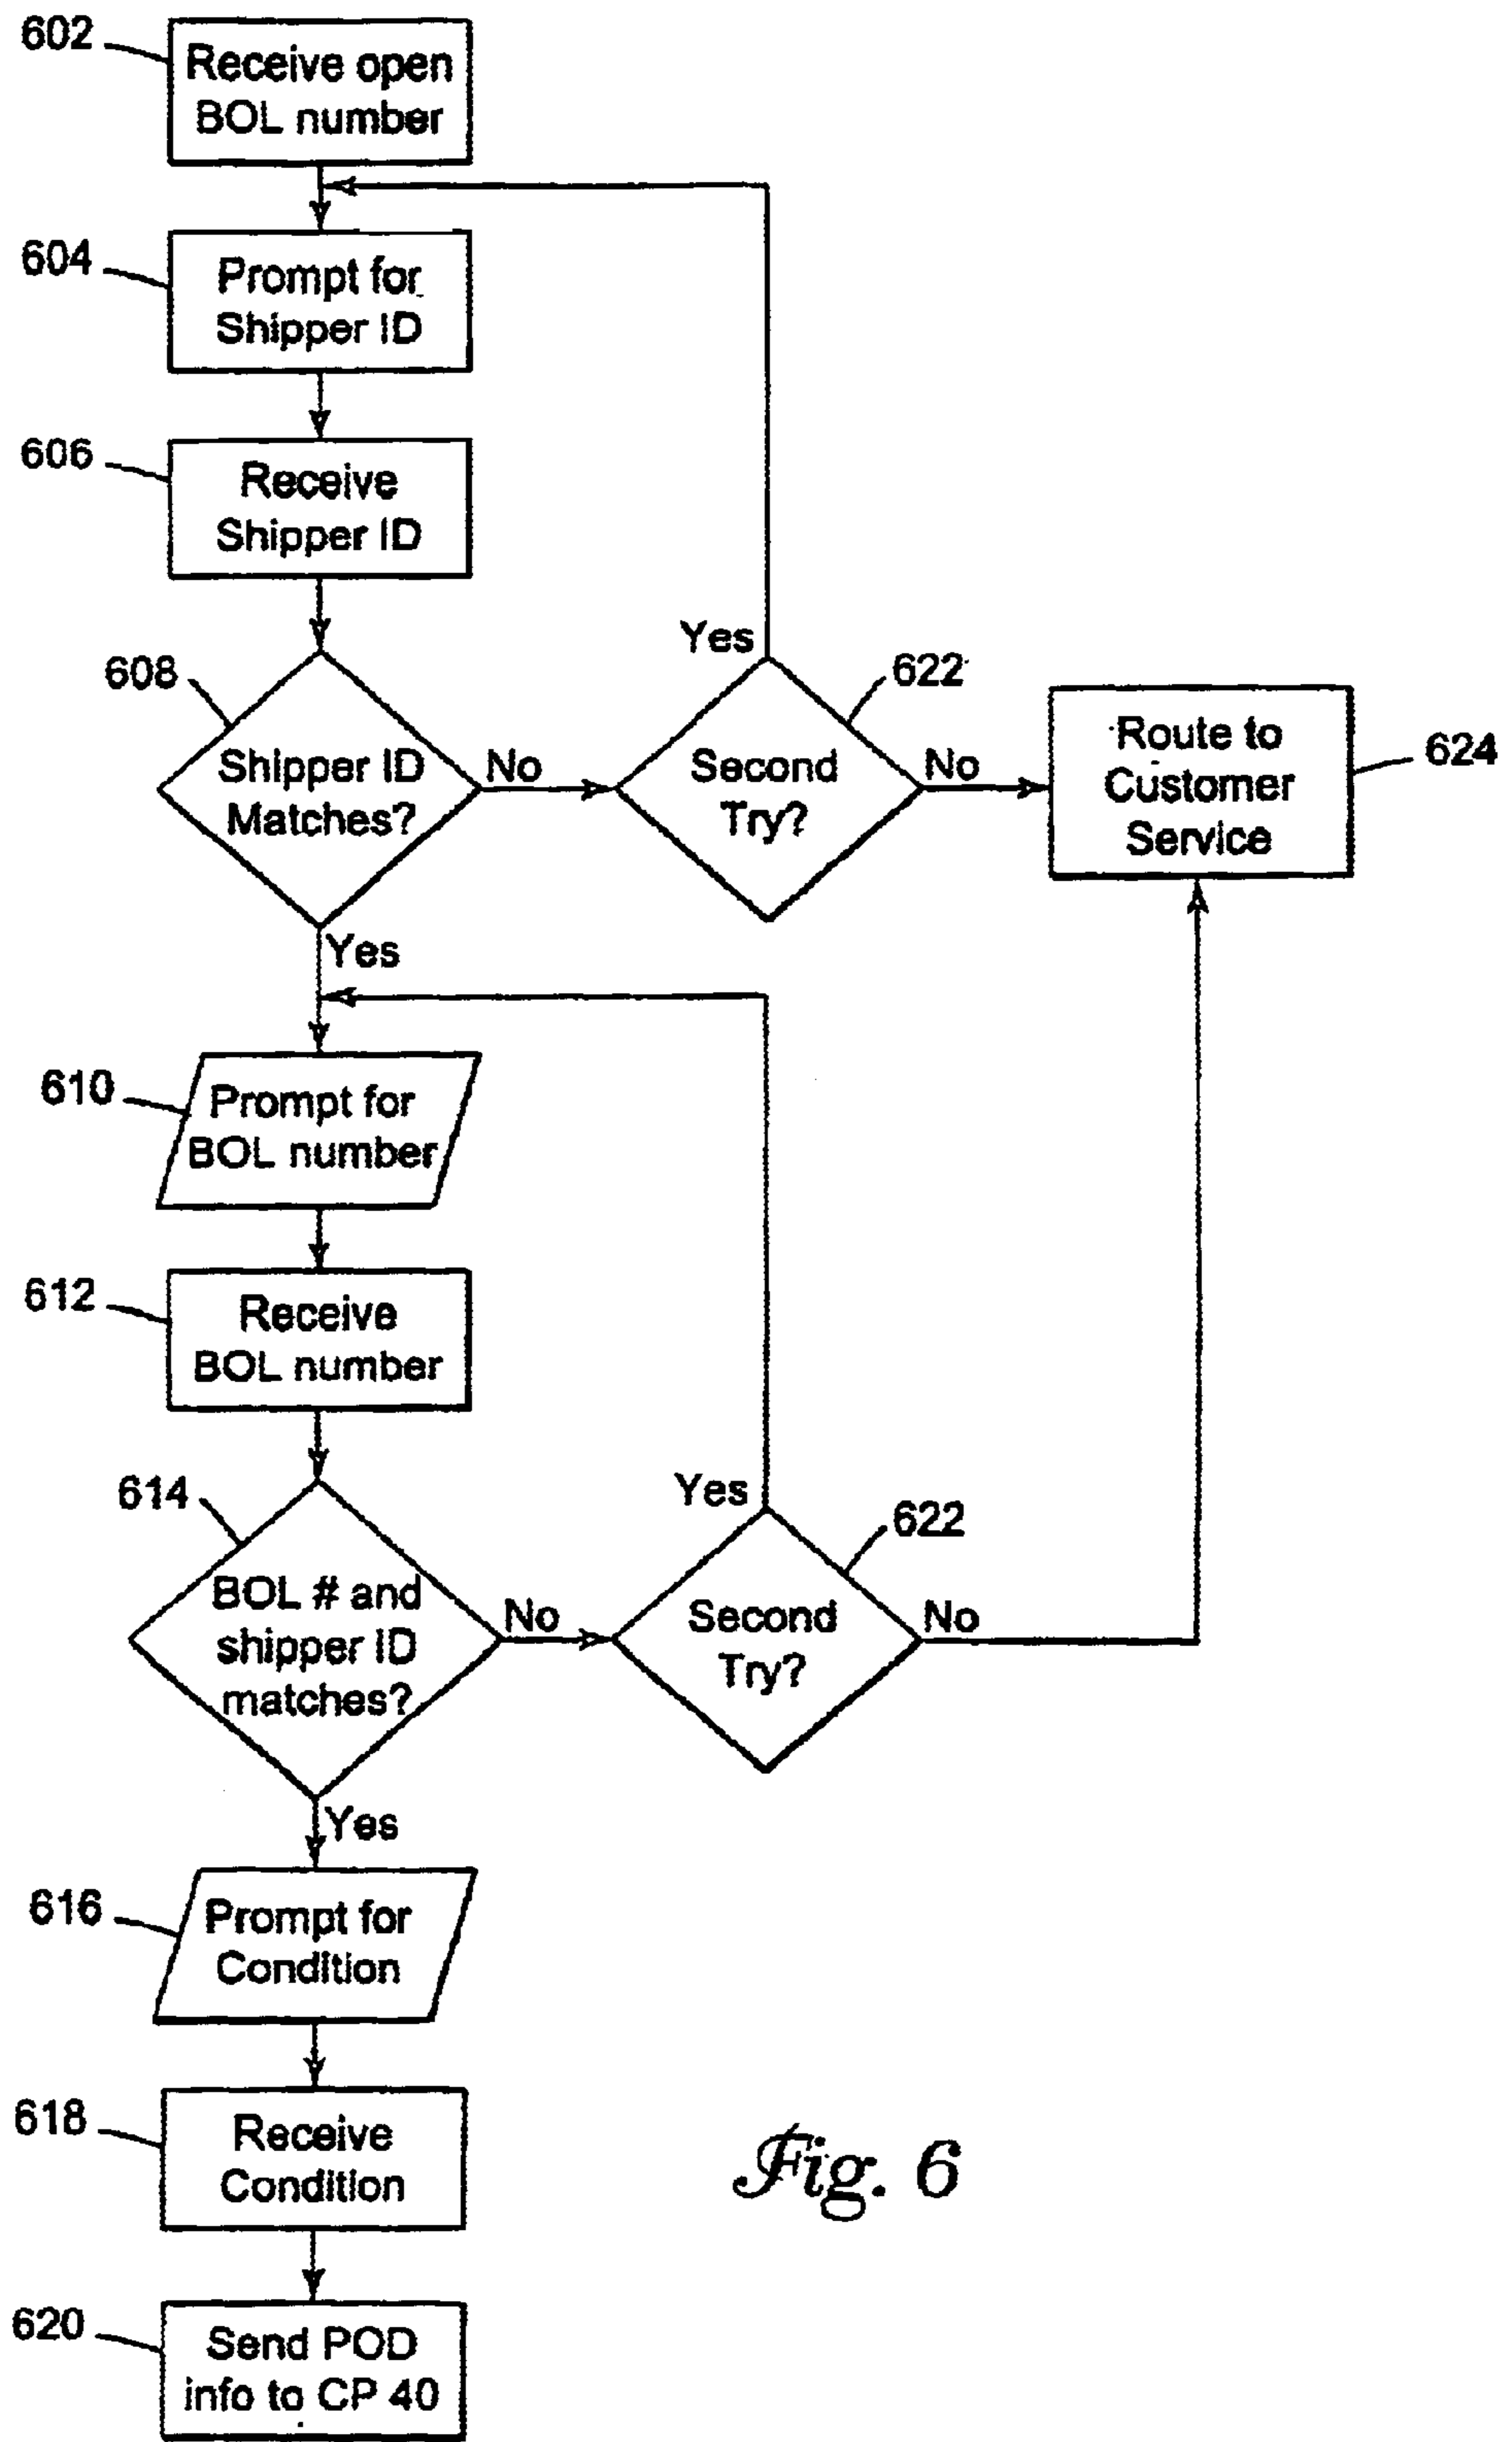 602
Receive open
BOL number
604
Prompt for
Shipper ID
606
Receive
Shipper ID
608
Shipper ID
Matches?
No
Yes
622
Second
Try?
Yes
No
Route to
Customer
Service
624
610
Prompt for
BOL number
612
Receive
BOL number
614
BOL # and
shipper ID
matches?
No
Yes
622
Second
Try?
Yes
No
616
Prompt for
Condition
618
Receive
Condition
620
Send POD
info to CP 40
Fig. 6